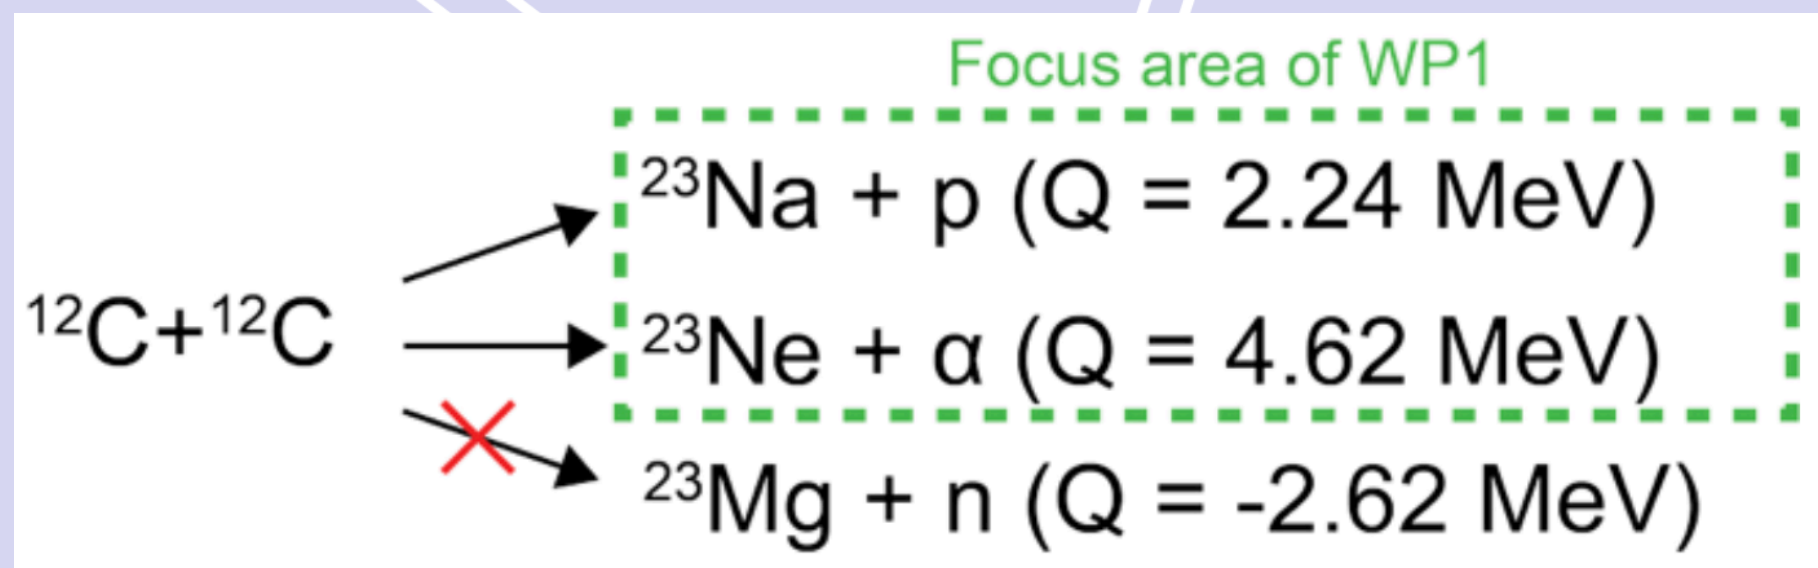 Focus area of WP1
²³Na + p (Q = 2.24 MeV)
¹²C+¹²C
²³Ne + α (Q = 4.62 MeV)
²³Mg + n (Q = -2.62 MeV)